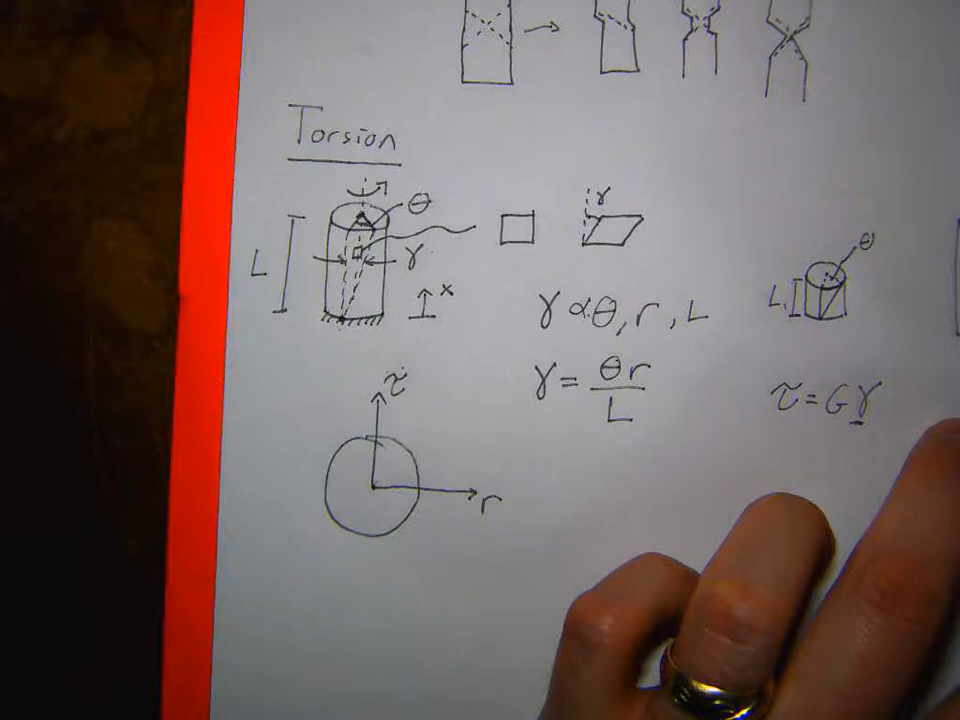 Torsion
θ
γ
L
γ
x
θ
L
γ ∝ θ, r, L
γ = θr / L
τ = Gγ
τ
r